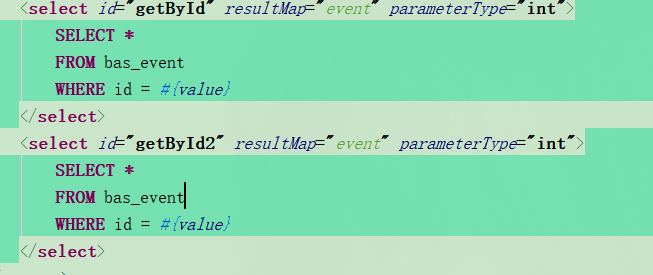 <select id="getById" resultMap="event" parameterType="int">
SELECT *
FROM bas_event
WHERE id = #{value}
</select>
<select id="getById2" resultMap="event" parameterType="int">
SELECT *
FROM bas_event
WHERE id = #{value}
</select>